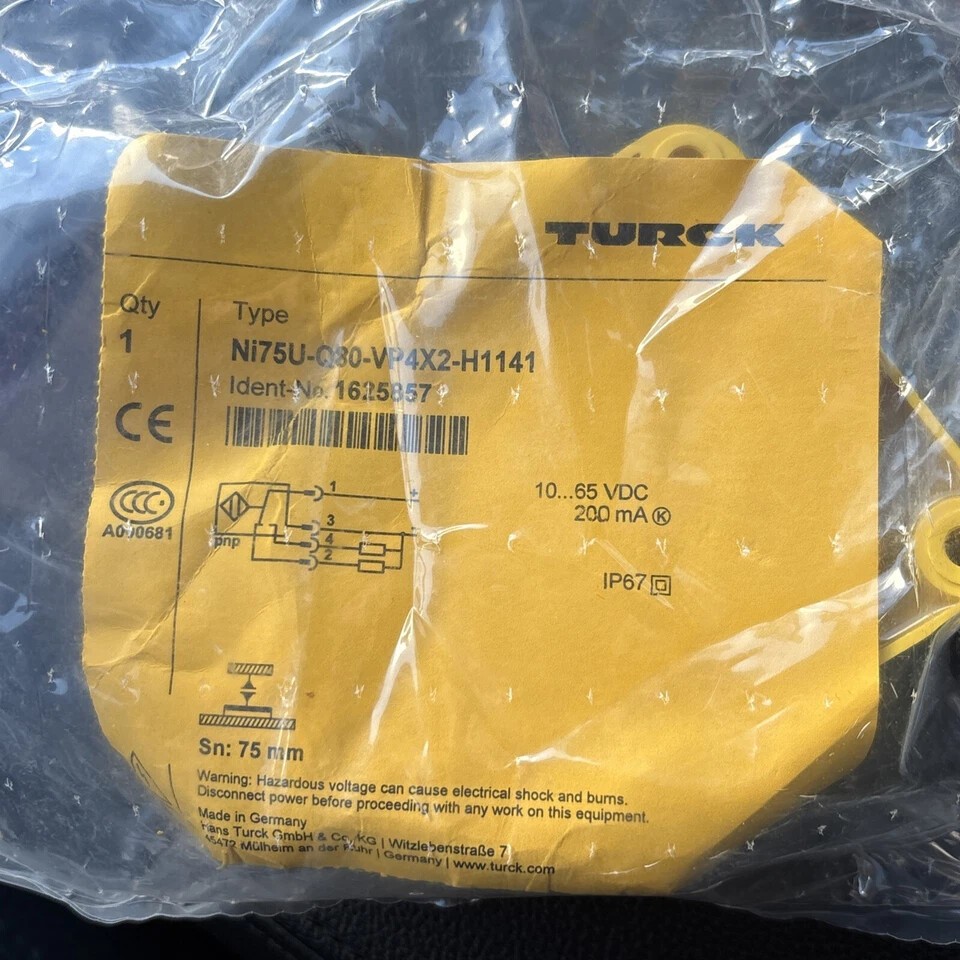 TURCK
Qty
1
Type
Ni75U-Q80-VP4X2-H1141
Ident-No. 1625857
CE
CCC
A000681
1
+
3
-
4
2
pnp
10...65 VDC
200 mA K
IP67
Sn: 75 mm
Warning: Hazardous voltage can cause electrical shock and burns.
Disconnect power before proceeding with any work on this equipment.
Made in Germany
Hans Turck GmbH & Co. KG | Witzlebenstraße 7
45472 Mülheim an der Ruhr | Germany | www.turck.com